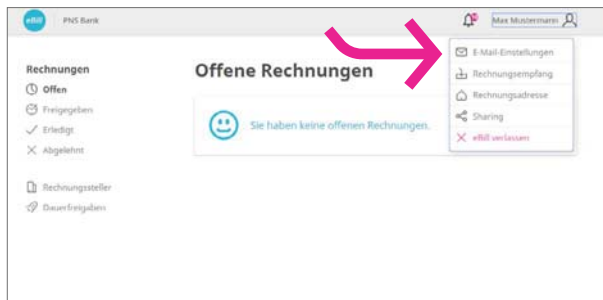 eBill PNS Bank Max Mustermann
E-Mail-Einstellungen
Rechnungsempfang
Rechnungsadresse
Sharing
eBill verlassen
Rechnungen
Offen
Freigegeben
Erledigt
Abgelehnt
Rechnungssteller
Dauerfreigaben
Offene Rechnungen
Sie haben keine offenen Rechnungen.